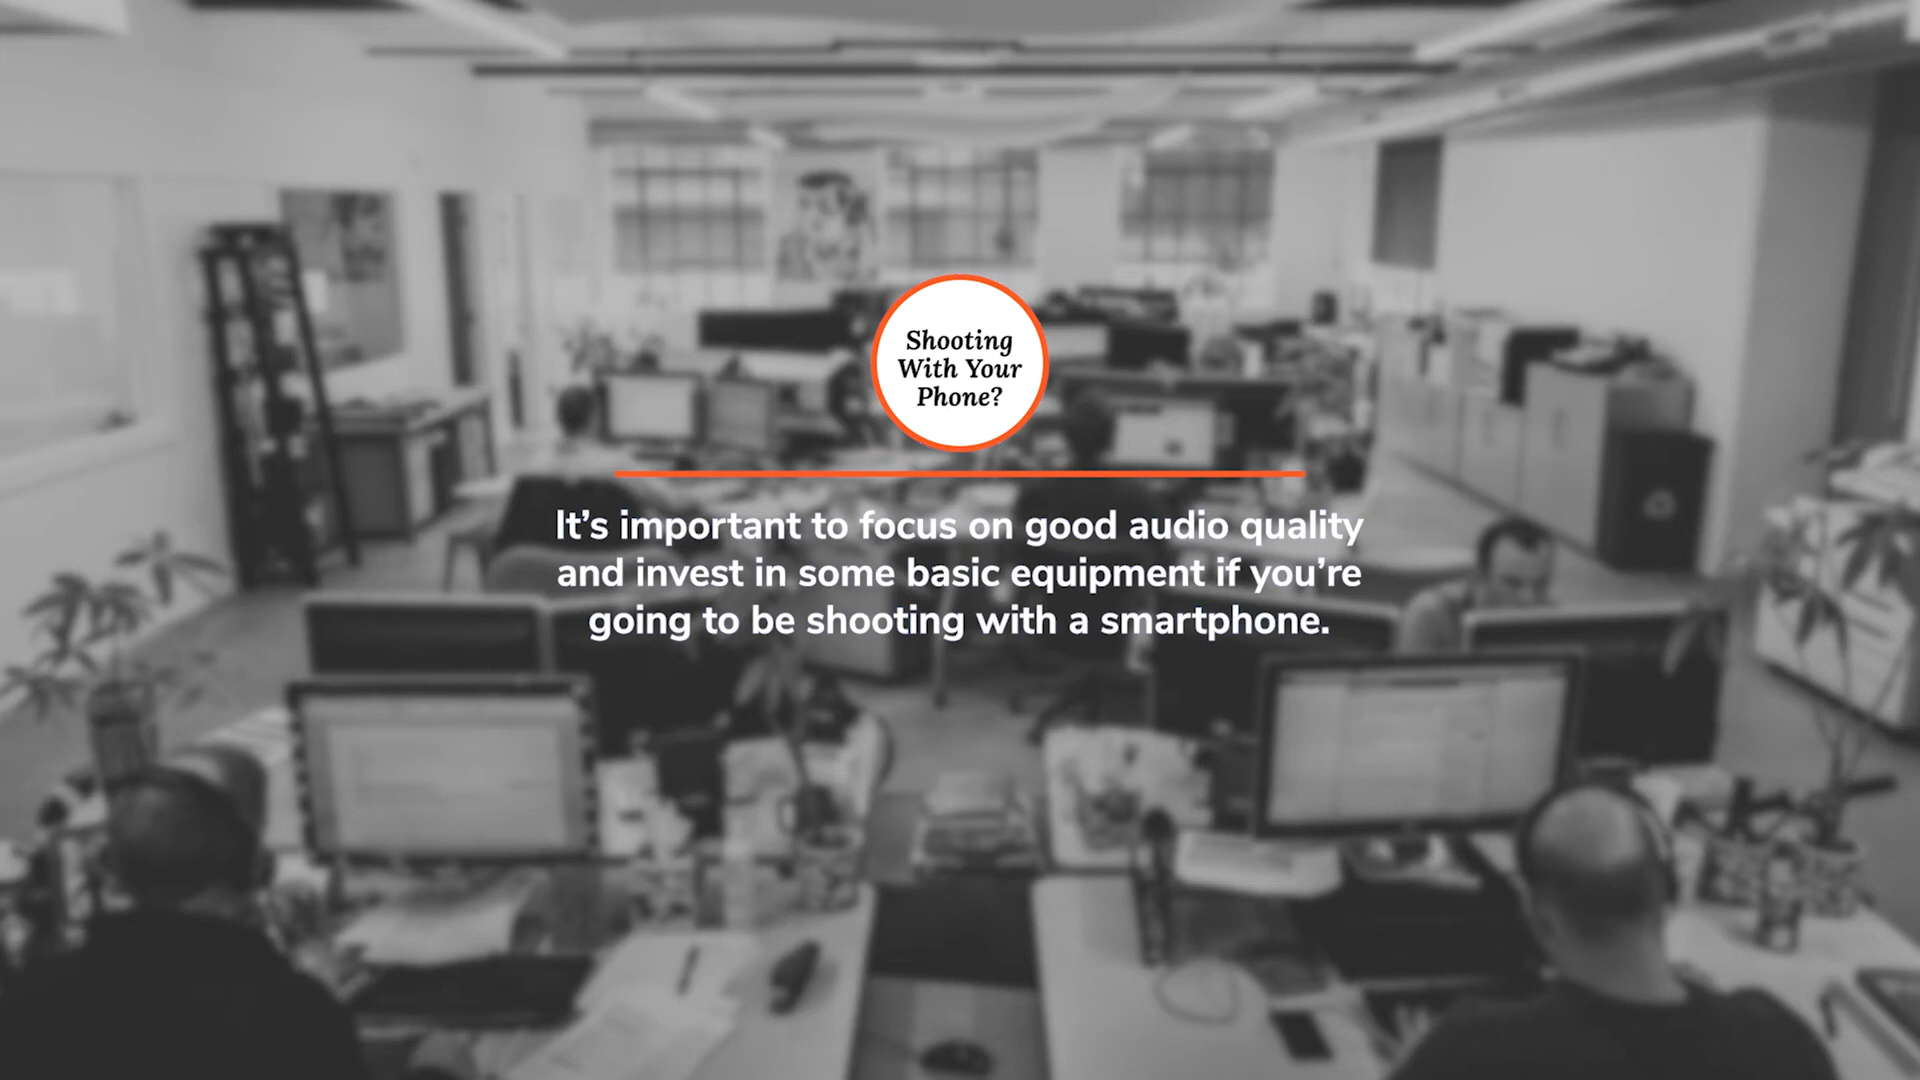 Shooting
With Your
Phone?
It’s important to focus on good audio quality
and invest in some basic equipment if you’re
going to be shooting with a smartphone.